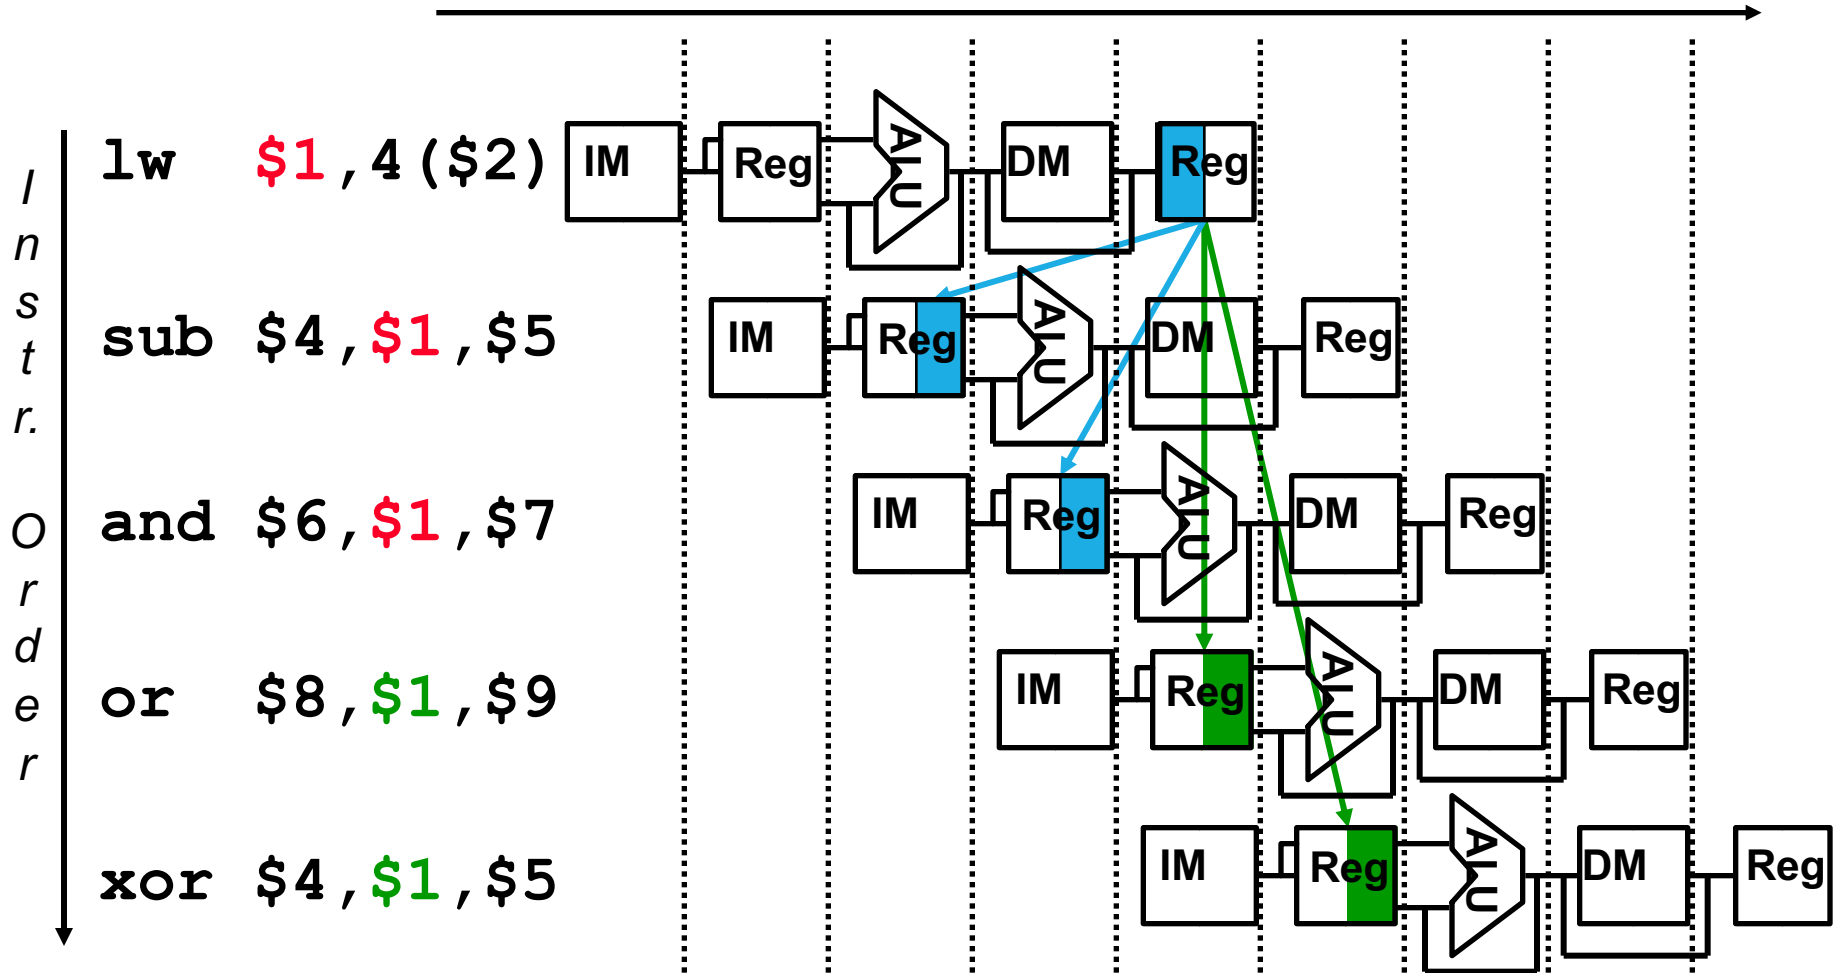 Instr. Order
lw $1,4($2) IM Reg ALU DM Reg
sub $4,$1,$5 IM Reg ALU DM Reg
and $6,$1,$7 IM Reg ALU DM Reg
or $8,$1,$9 IM Reg ALU DM Reg
xor $4,$1,$5 IM Reg ALU DM Reg